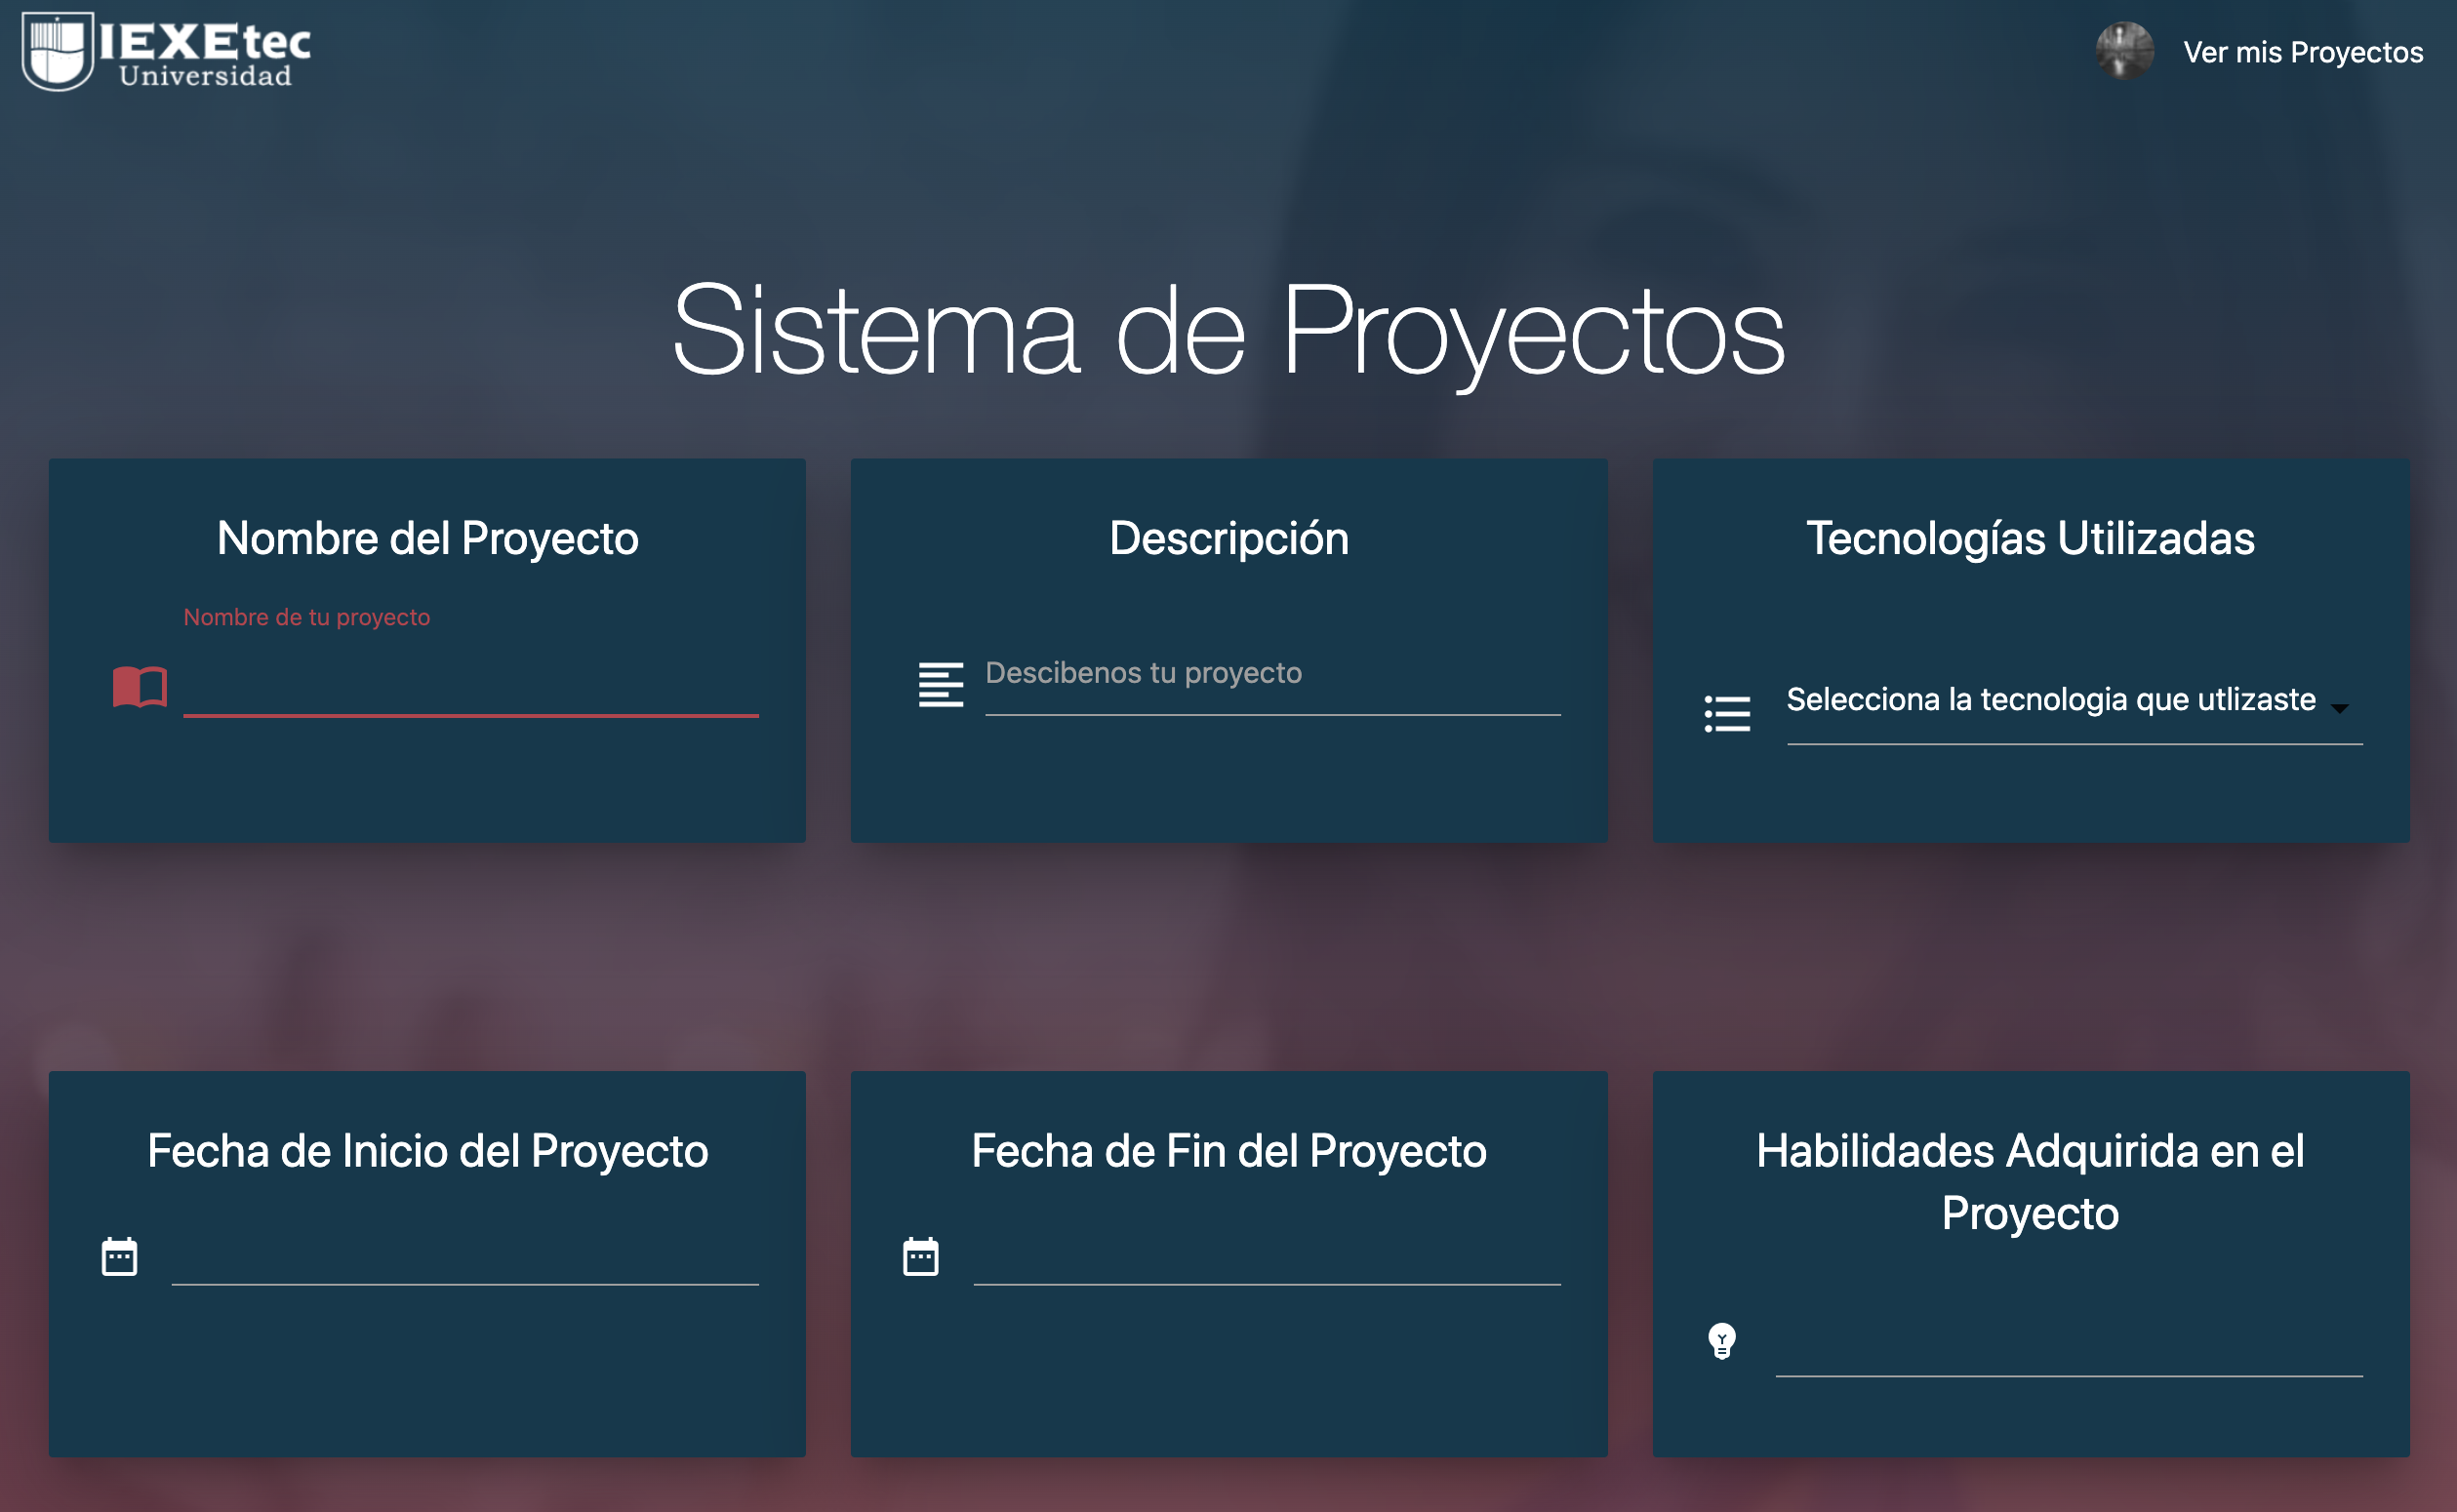 IEXEtec
Universidad
Ver mis Proyectos
Sistema de Proyectos
Nombre del Proyecto
Nombre de tu proyecto
Descripción
Descibenos tu proyecto
Tecnologías Utilizadas
Selecciona la tecnologia que utlizaste
Fecha de Inicio del Proyecto
Fecha de Fin del Proyecto
Habilidades Adquirida en el
Proyecto